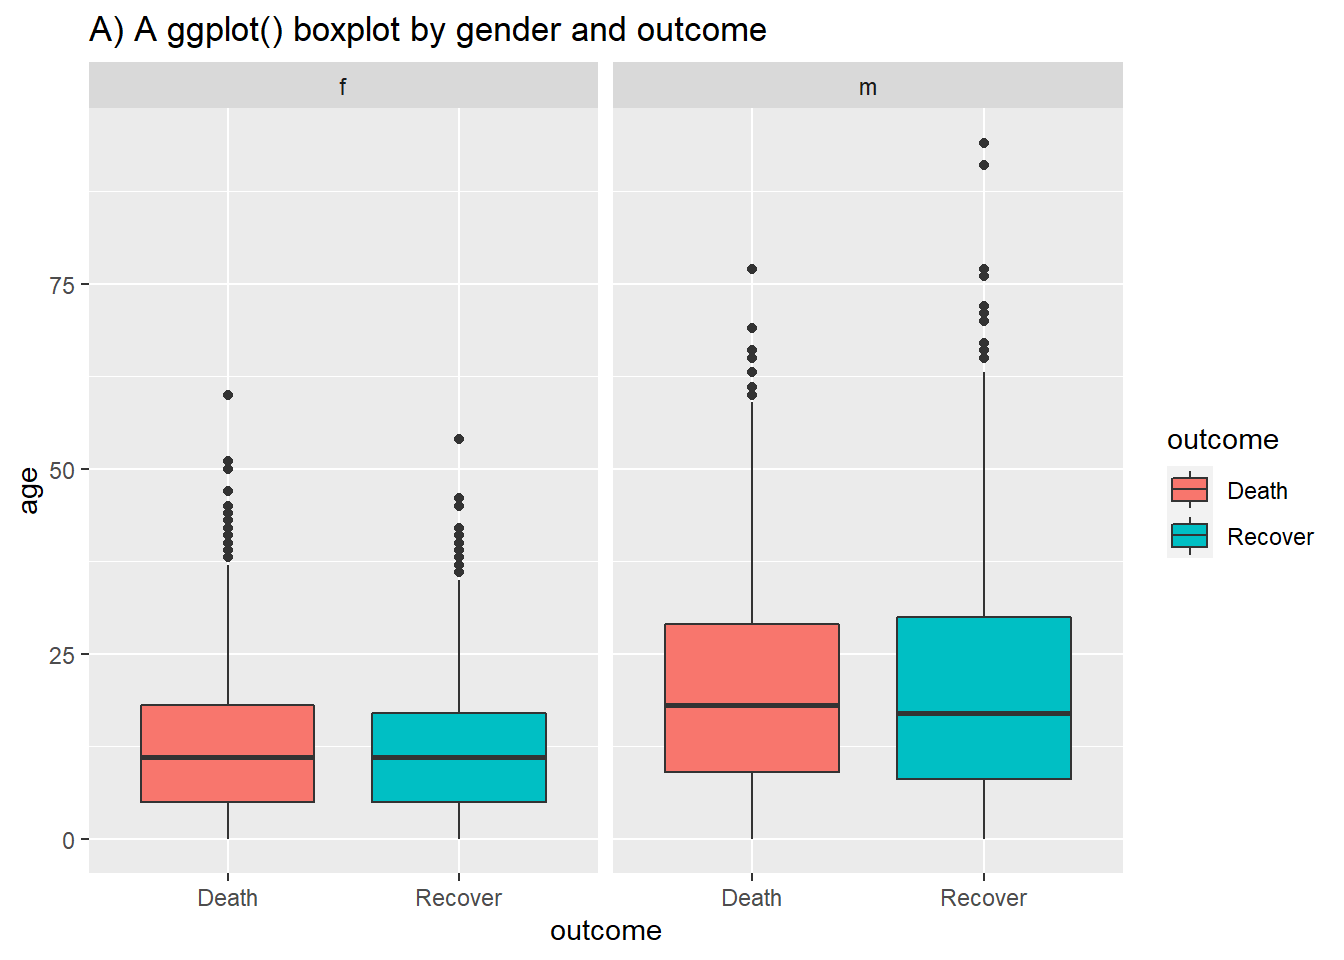 A) A ggplot() boxplot by gender and outcome
f
m
age
75
50
25
0
Death
Recover
Death
Recover
outcome
outcome
Death
Recover